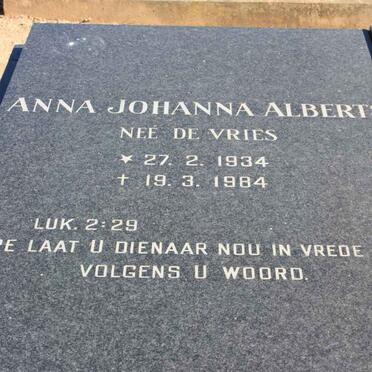 ANNA JOHANNA ALBERT
NEÉ DE VRIES
★ 27. 2. 1934
✝ 19. 3. 1984
LUK. 2:29
LAAT U DIENAAR NOU IN VREDE
VOLGENS U WOORD.